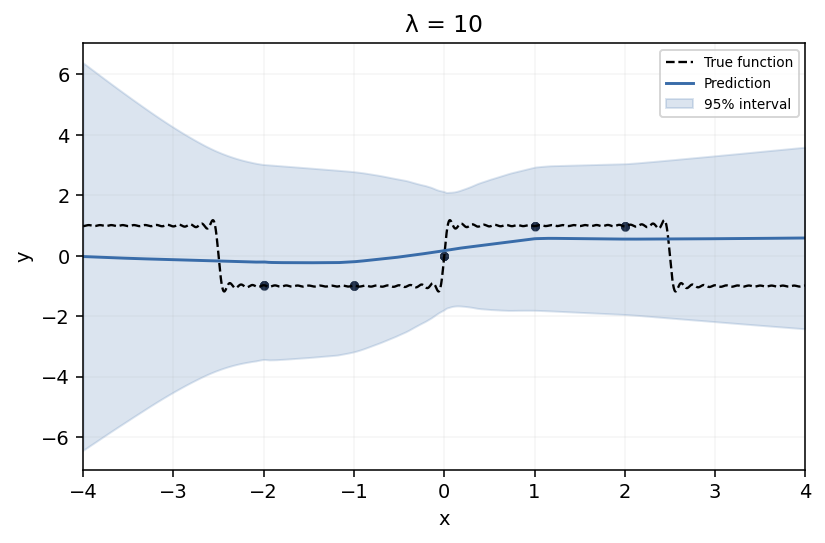 λ = 10
True function
Prediction
95% interval
6
4
2
0
−2
−4
−6
y
−4 −3 −2 −1 0 1 2 3 4
x